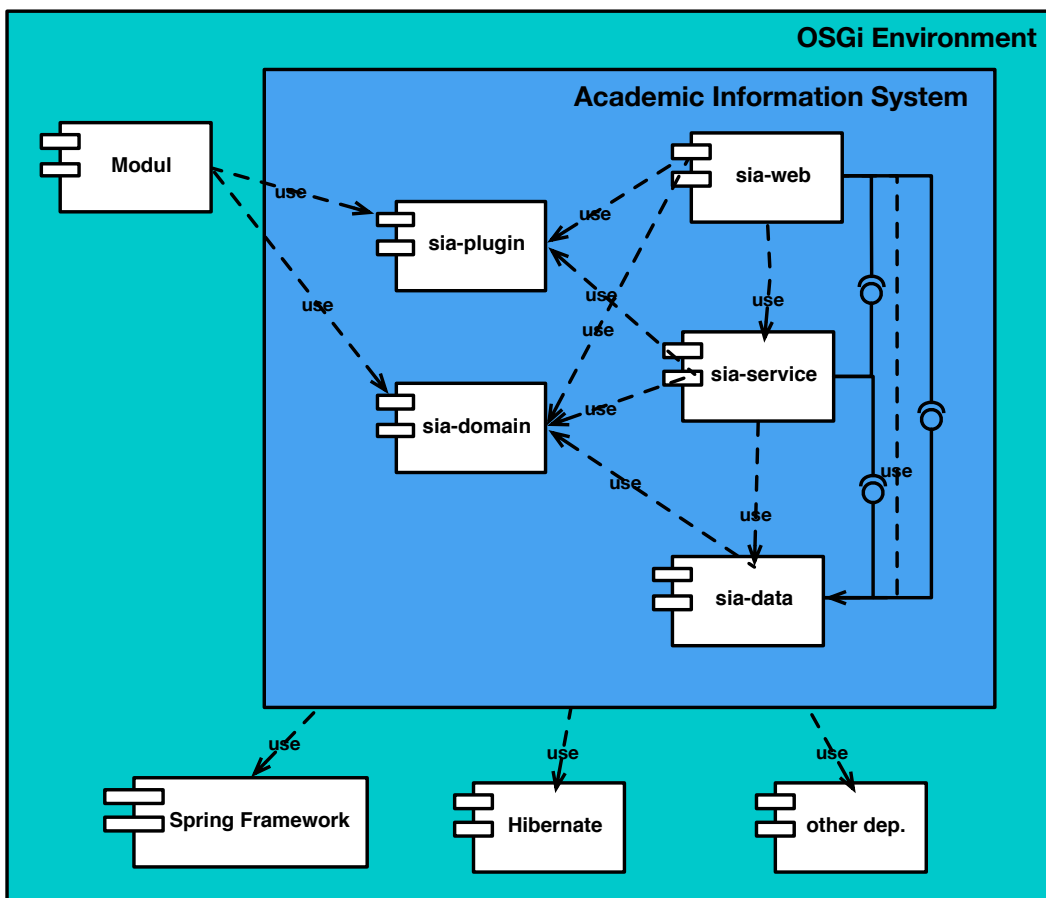 OSGi Environment
Academic Information System
Modul
sia-web
use
use
sia-plugin
use
use
use
use
use
sia-service
sia-domain
use
use
use
use
sia-data
use
use
use
Spring Framework
Hibernate
other dep.